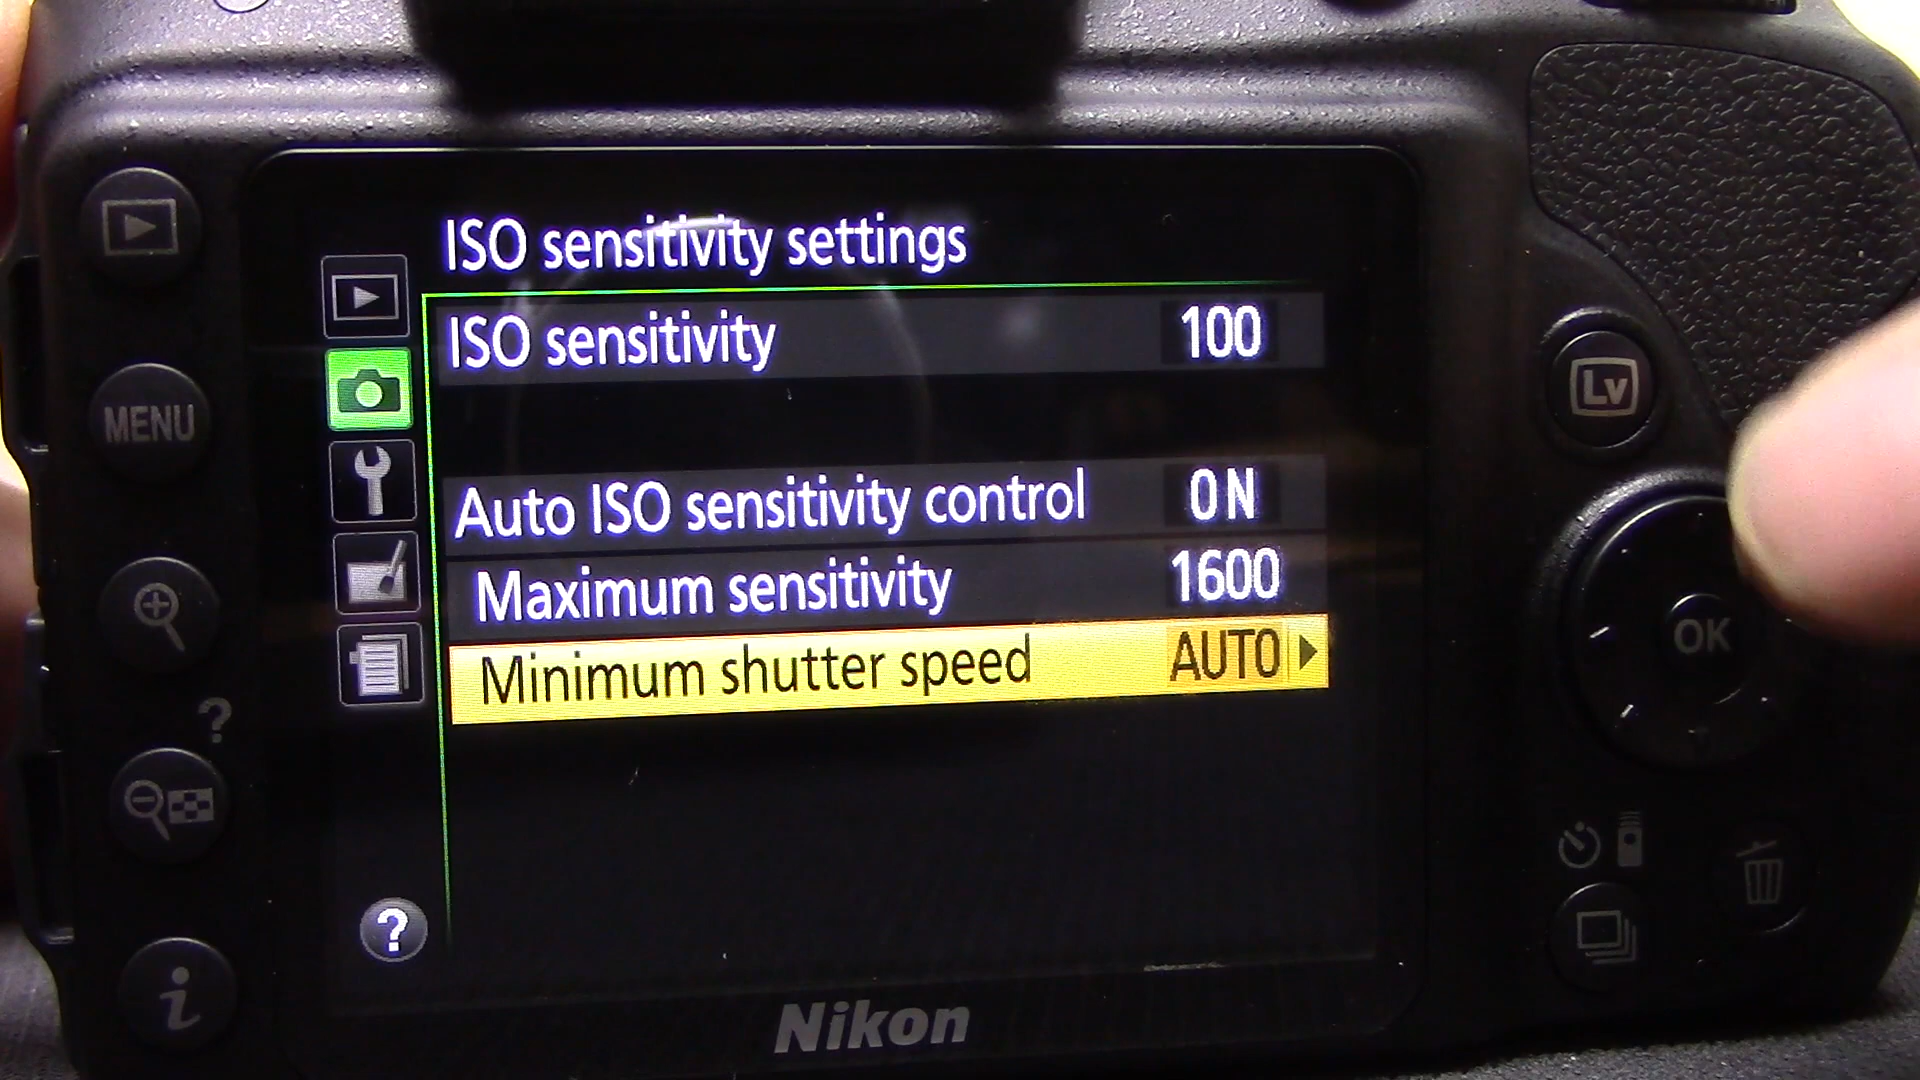 ISO sensitivity settings
ISO sensitivity 100
Auto ISO sensitivity control ON
Maximum sensitivity 1600
Minimum shutter speed AUTO
MENU
?
?
i
Lv
OK
Nikon